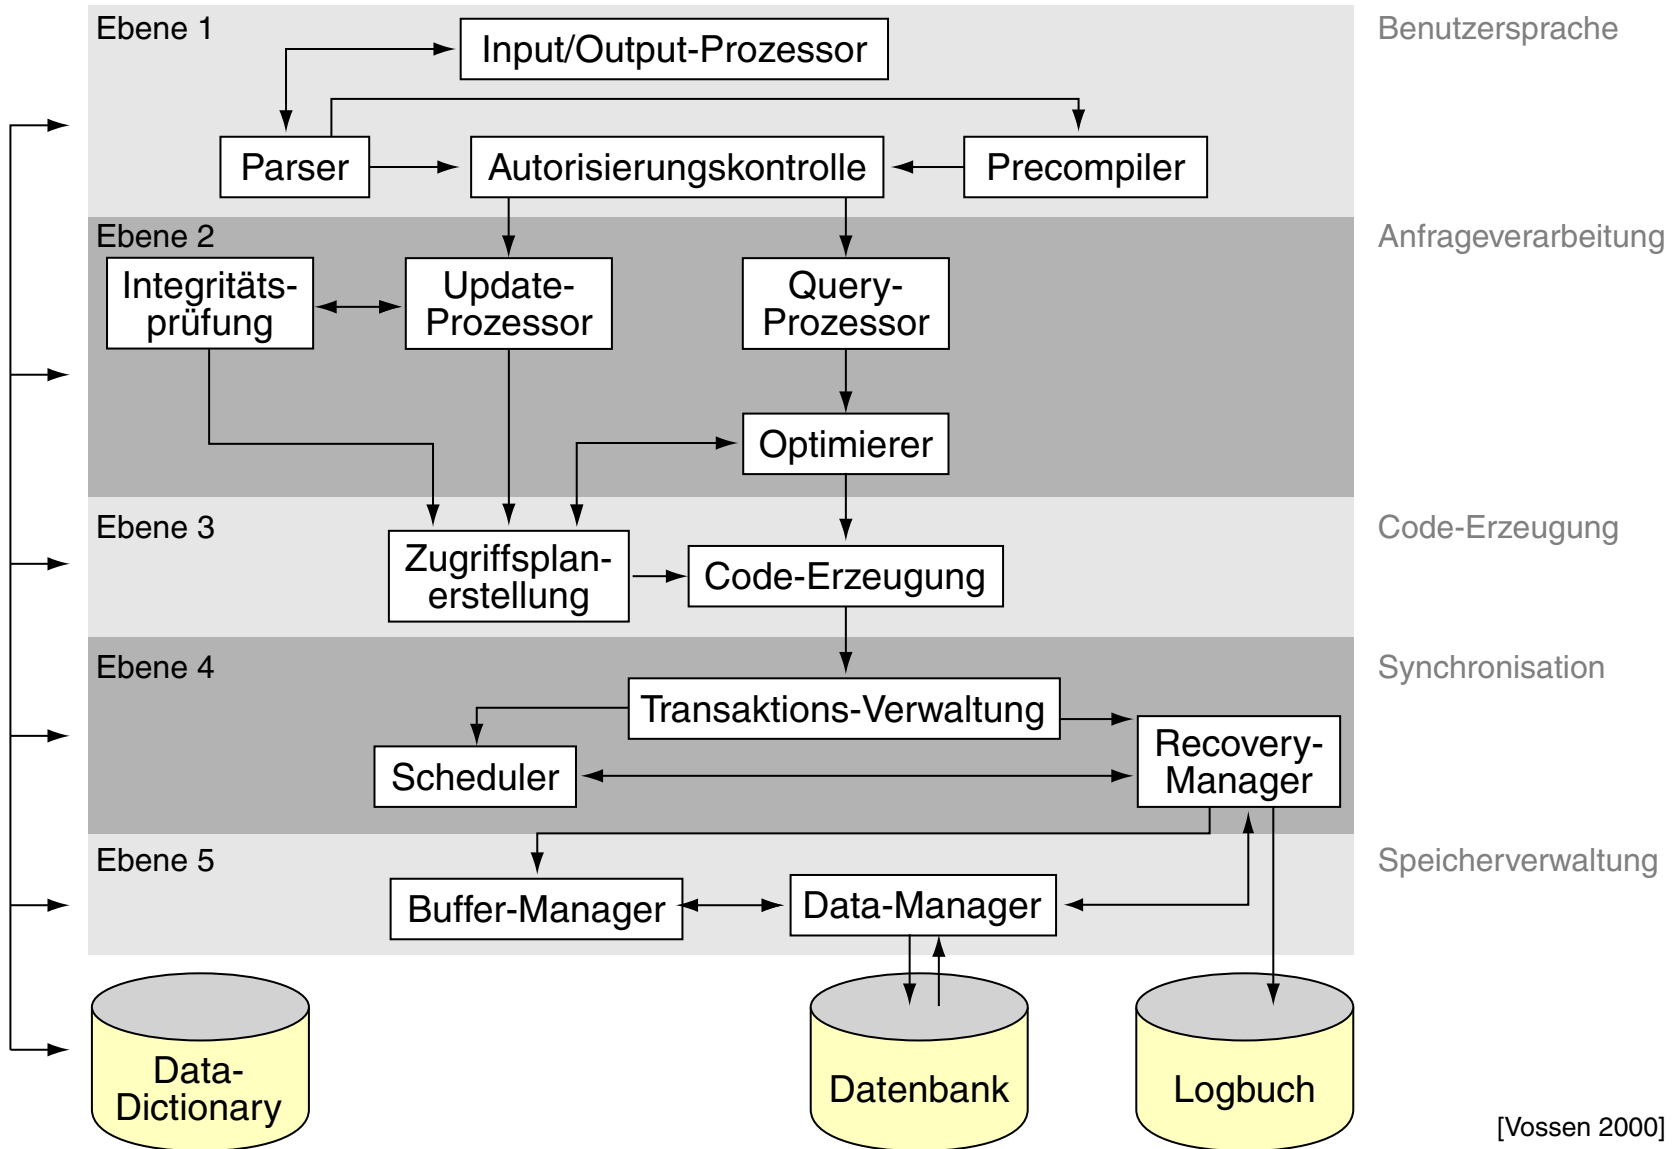 Ebene 1
Benutzersprache
Input/Output-Prozessor
Parser
Autorisierungskontrolle
Precompiler
Ebene 2
Anfrageverarbeitung
Integritäts-
prüfung
Update-
Prozessor
Query-
Prozessor
Optimierer
Ebene 3
Code-Erzeugung
Zugriffsplan-
erstellung
Code-Erzeugung
Ebene 4
Synchronisation
Transaktions-Verwaltung
Scheduler
Recovery-
Manager
Ebene 5
Speicherverwaltung
Buffer-Manager
Data-Manager
Data-
Dictionary
Datenbank
Logbuch
[Vossen 2000]